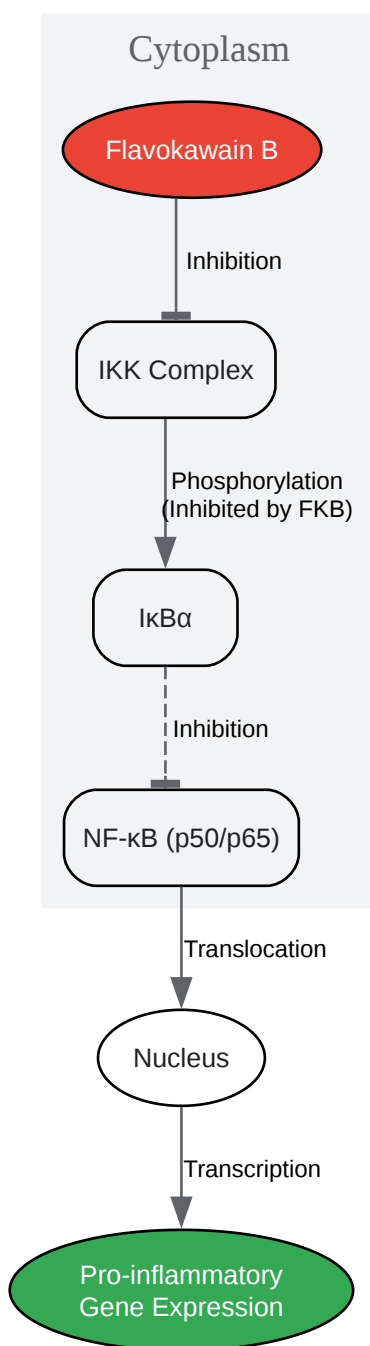 Cytoplasm
Flavokawain B
Inhibition
IKK Complex
Phosphorylation
(Inhibited by FKB)
IκBα
Inhibition
NF-κB (p50/p65)
Translocation
Nucleus
Transcription
Pro-inflammatory
Gene Expression